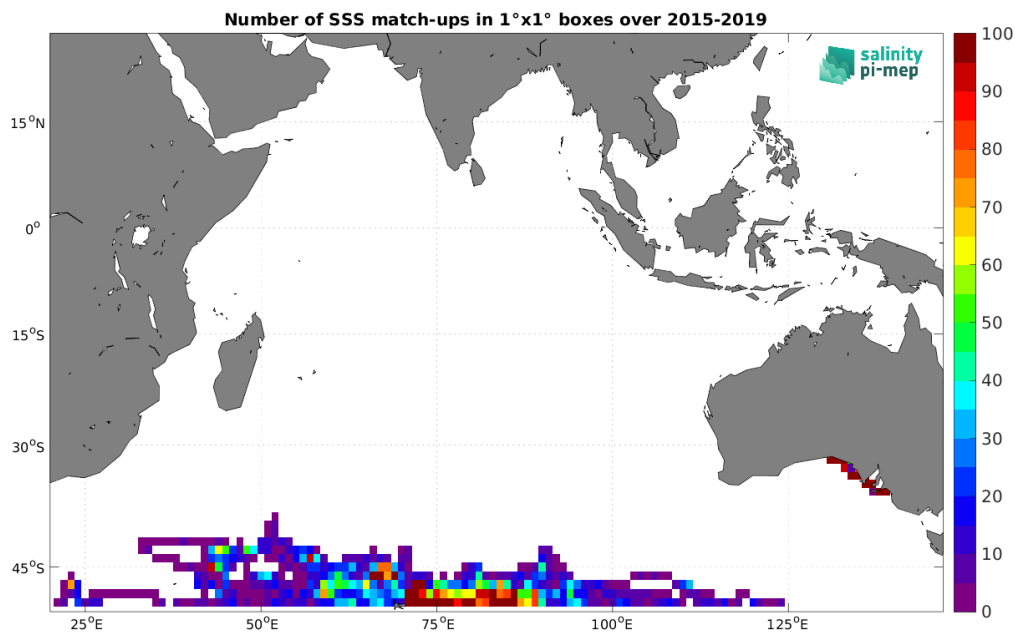 Number of SSS match-ups in 1°x1° boxes over 2015-2019
salinity
pi-mep
100
90
80
70
60
50
40
30
20
10
0
15°N
0°
15°S
30°S
45°S
25°E
50°E
75°E
100°E
125°E